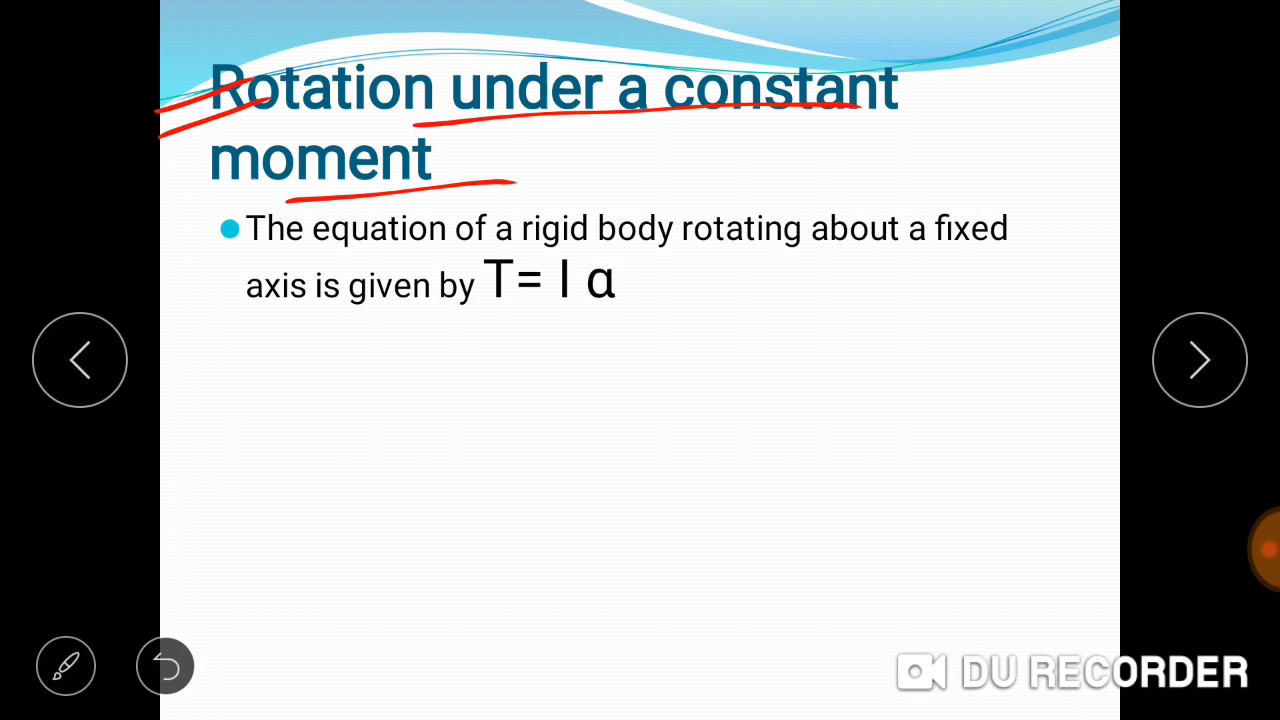 Rotation under a constant
moment
The equation of a rigid body rotating about a fixed
axis is given by T= I α
DU RECORDER